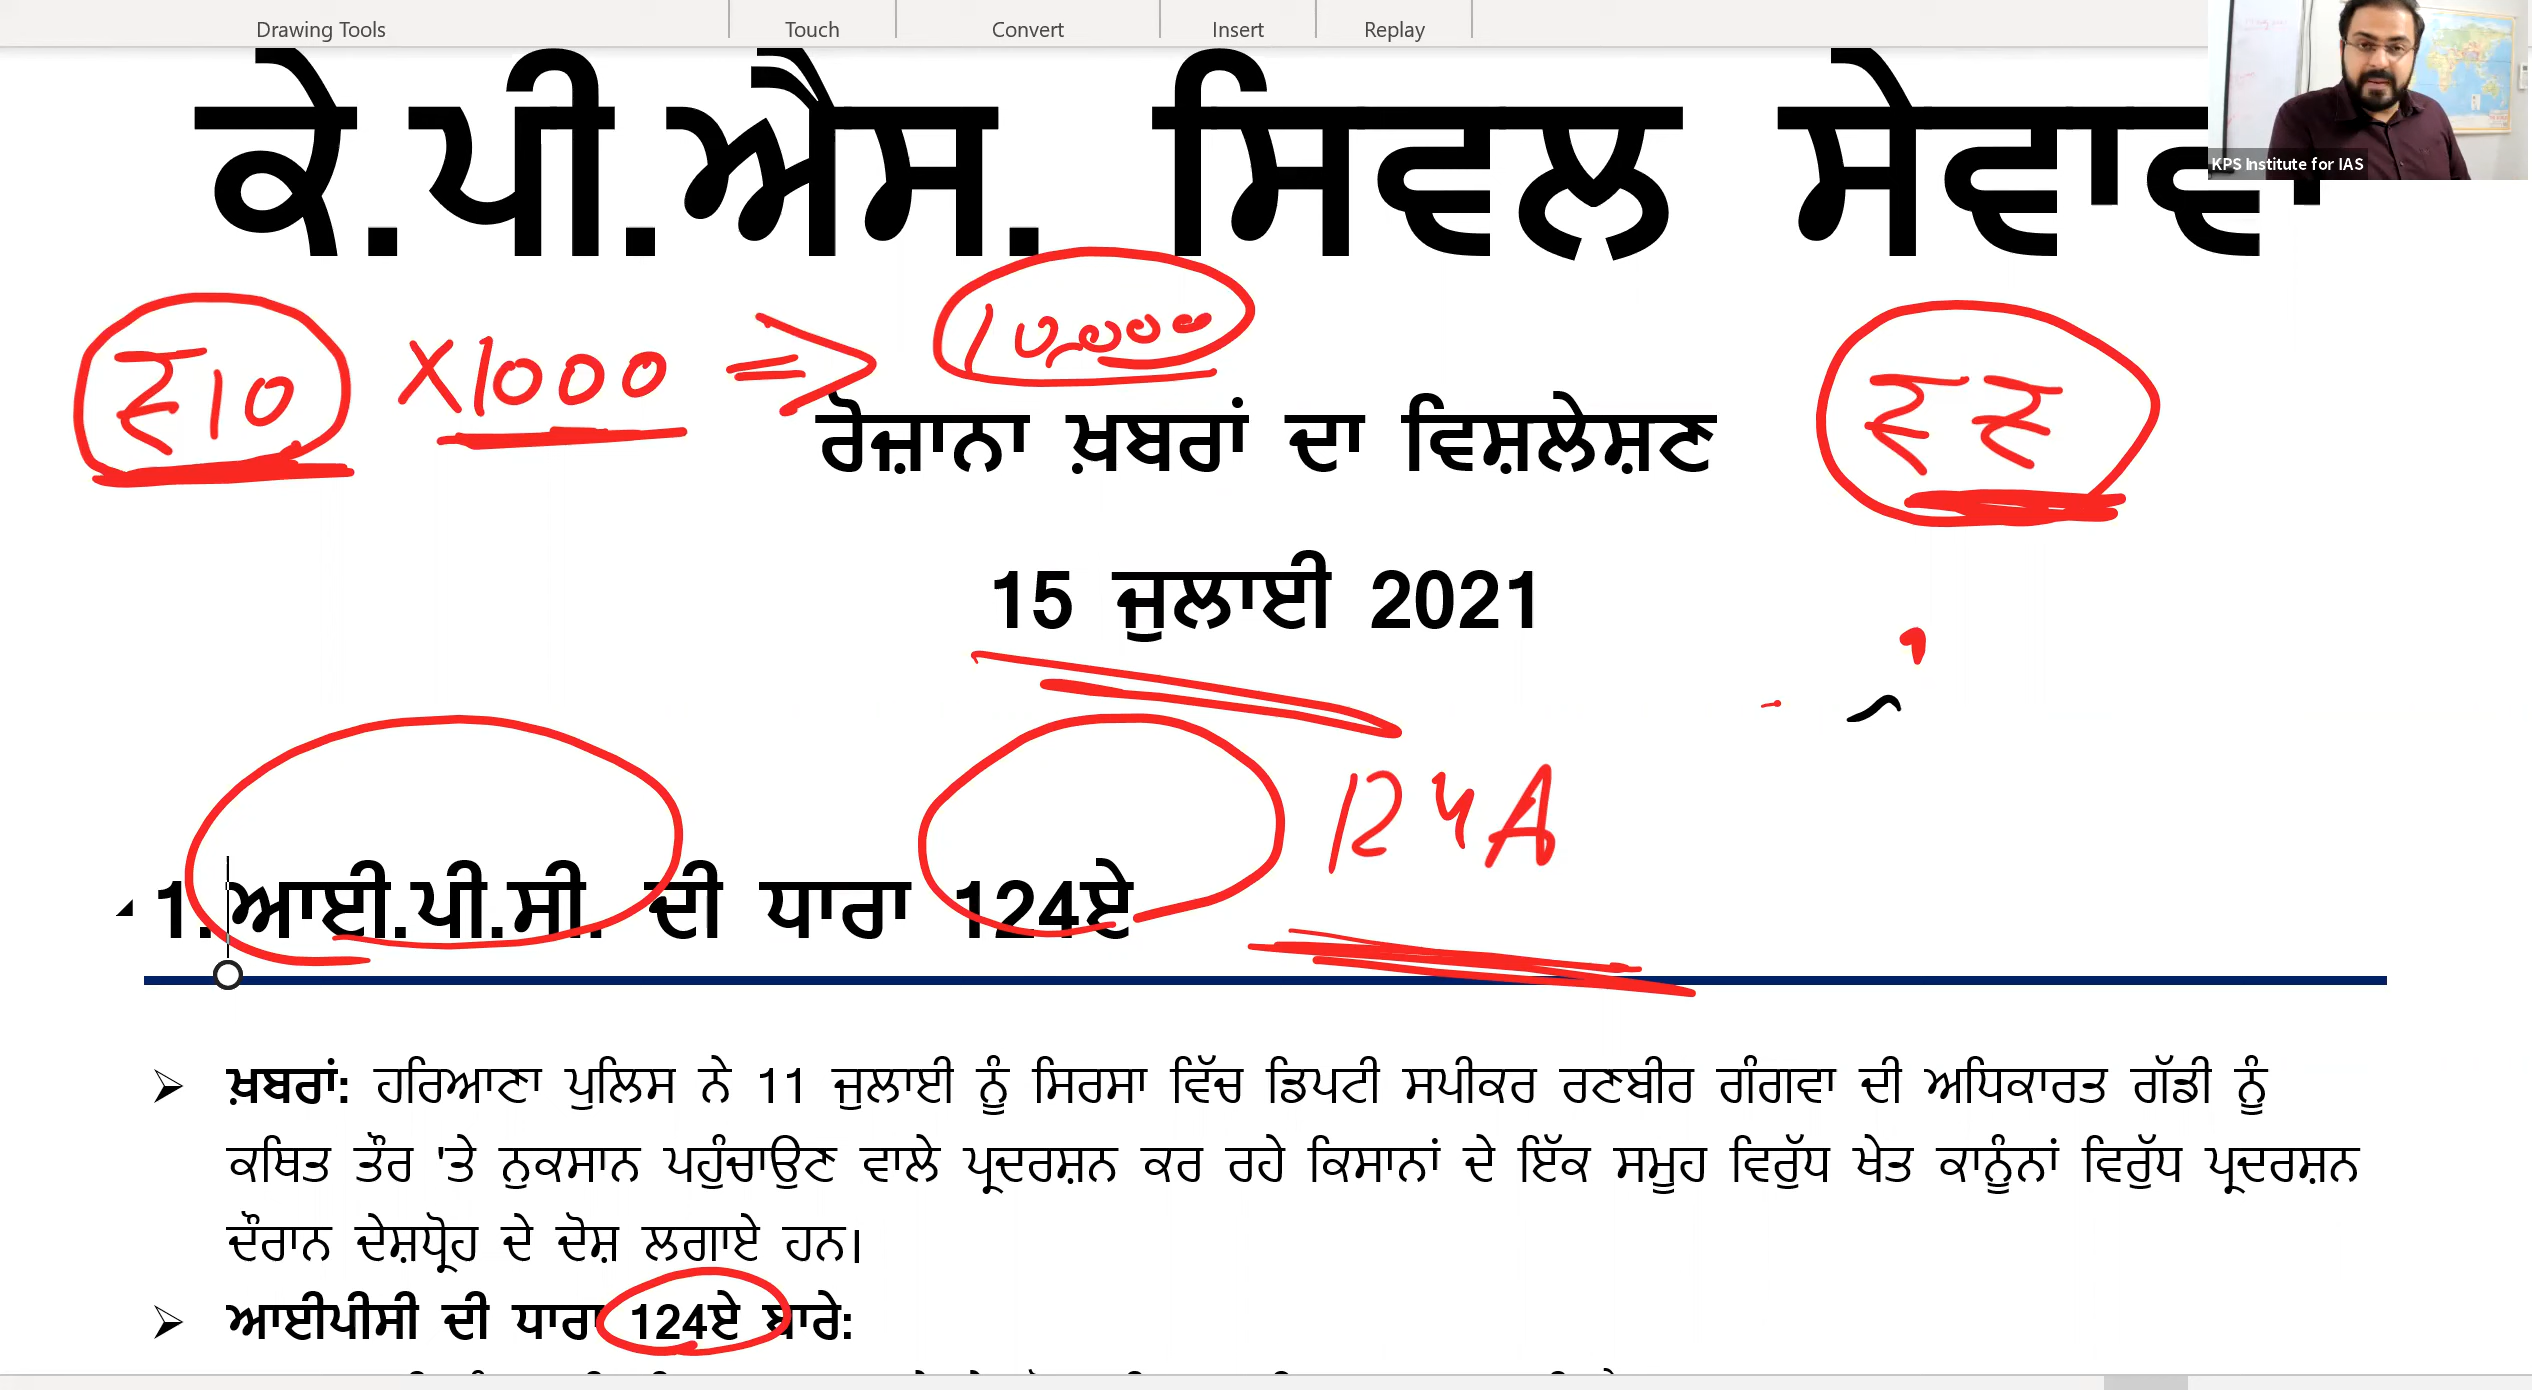 Drawing Tools Touch Convert Insert Replay
KPS Institute for IAS
ਕੇ.ਪੀ.ਐਸ. ਸਿਵਲ ਸੇਵਾਵਾਂ
₹10 X1000 => 10,000
₹ ₹
ਰੋਜ਼ਾਨਾ ਖ਼ਬਰਾਂ ਦਾ ਵਿਸ਼ਲੇਸ਼ਣ
15 ਜੁਲਾਈ 2021
124A
1. ਆਈ.ਪੀ.ਸੀ. ਦੀ ਧਾਰਾ 124ਏ
➢ ਖ਼ਬਰਾਂ: ਹਰਿਆਣਾ ਪੁਲਿਸ ਨੇ 11 ਜੁਲਾਈ ਨੂੰ ਸਿਰਸਾ ਵਿੱਚ ਡਿਪਟੀ ਸਪੀਕਰ ਰਣਬੀਰ ਗੰਗਵਾ ਦੀ ਅਧਿਕਾਰਤ ਗੱਡੀ ਨੂੰ
ਕਥਿਤ ਤੌਰ 'ਤੇ ਨੁਕਸਾਨ ਪਹੁੰਚਾਉਣ ਵਾਲੇ ਪ੍ਰਦਰਸ਼ਨ ਕਰ ਰਹੇ ਕਿਸਾਨਾਂ ਦੇ ਇੱਕ ਸਮੂਹ ਵਿਰੁੱਧ ਖੇਤ ਕਾਨੂੰਨਾਂ ਵਿਰੁੱਧ ਪ੍ਰਦਰਸ਼ਨ
ਦੌਰਾਨ ਦੇਸ਼ਧ੍ਰੋਹ ਦੇ ਦੋਸ਼ ਲਗਾਏ ਹਨ।
➢ ਆਈਪੀਸੀ ਦੀ ਧਾਰਾ 124ਏ ਬਾਰੇ: